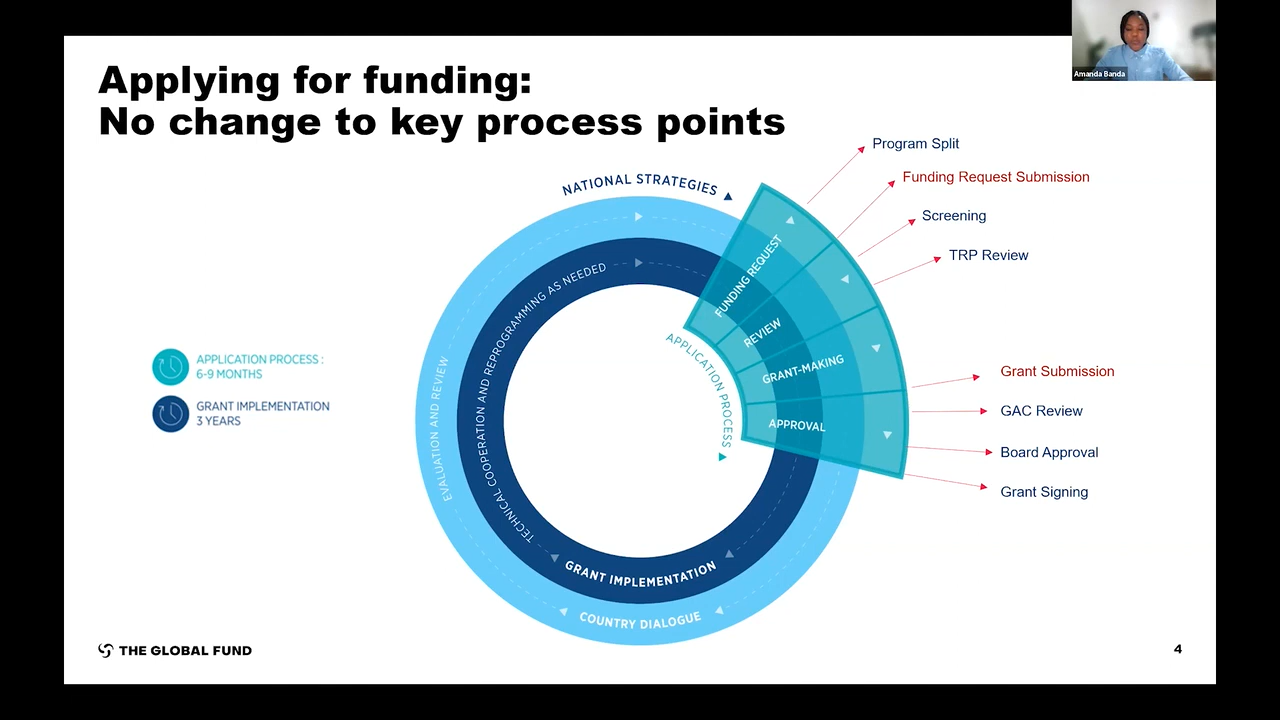 Amanda Banda
Applying for funding:
No change to key process points
Program Split
Funding Request Submission
Screening
TRP Review
NATIONAL STRATEGIES
FUNDING REQUEST
REVIEW
GRANT-MAKING
APPROVAL
APPLICATION PROCESS
TECHNICAL COOPERATION AND REPROGRAMMING AS NEEDED
EVALUATION AND REVIEW
APPLICATION PROCESS :
6-9 MONTHS
GRANT IMPLEMENTATION
3 YEARS
Grant Submission
GAC Review
Board Approval
Grant Signing
GRANT IMPLEMENTATION
COUNTRY DIALOGUE
THE GLOBAL FUND
4